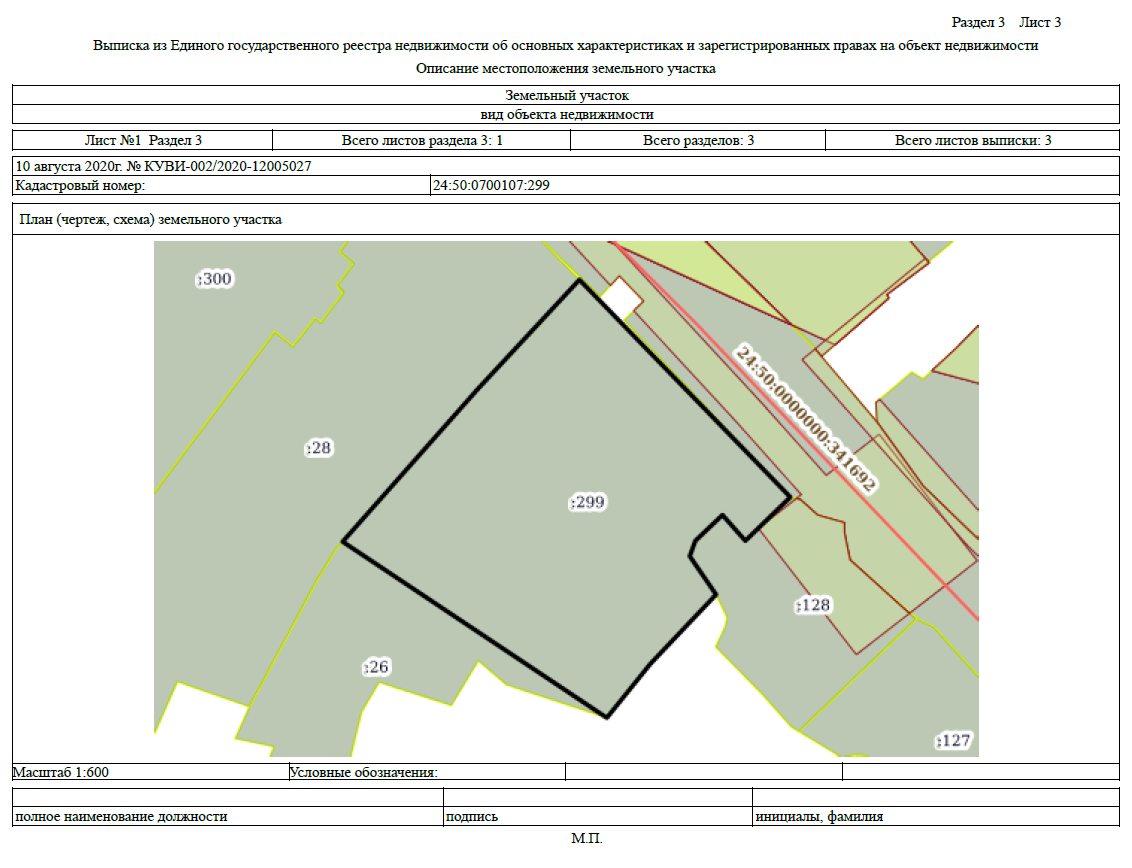 Раздел 3 Лист 3
Выписка из Единого государственного реестра недвижимости об основных характеристиках и зарегистрированных правах на объект недвижимости
Описание местоположения земельного участка
Земельный участок
вид объекта недвижимости
Лист №1 Раздел 3 Всего листов раздела 3: 1 Всего разделов: 3 Всего листов выписки: 3
10 августа 2020г. № КУВИ-002/2020-12005027
Кадастровый номер: 24:50:0700107:299
План (чертеж, схема) земельного участка
:300
24:50:0000000:341692
:28
:299
:128
:26
:127
Масштаб 1:600 Условные обозначения:
полное наименование должности подпись инициалы, фамилия
М.П.